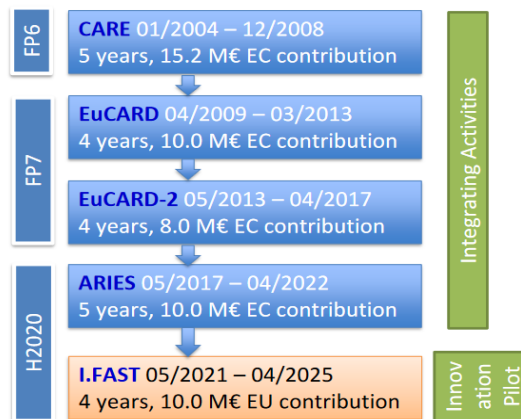 FP6
CARE 01/2004 – 12/2008
5 years, 15.2 M€ EC contribution
FP7
EuCARD 04/2009 – 03/2013
4 years, 10.0 M€ EC contribution
EuCARD-2 05/2013 – 04/2017
4 years, 8.0 M€ EC contribution
H2020
ARIES 05/2017 – 04/2022
5 years, 10.0 M€ EC contribution
I.FAST 05/2021 – 04/2025
4 years, 10.0 M€ EU contribution
Integrating Activities
Innov
ation
Pilot